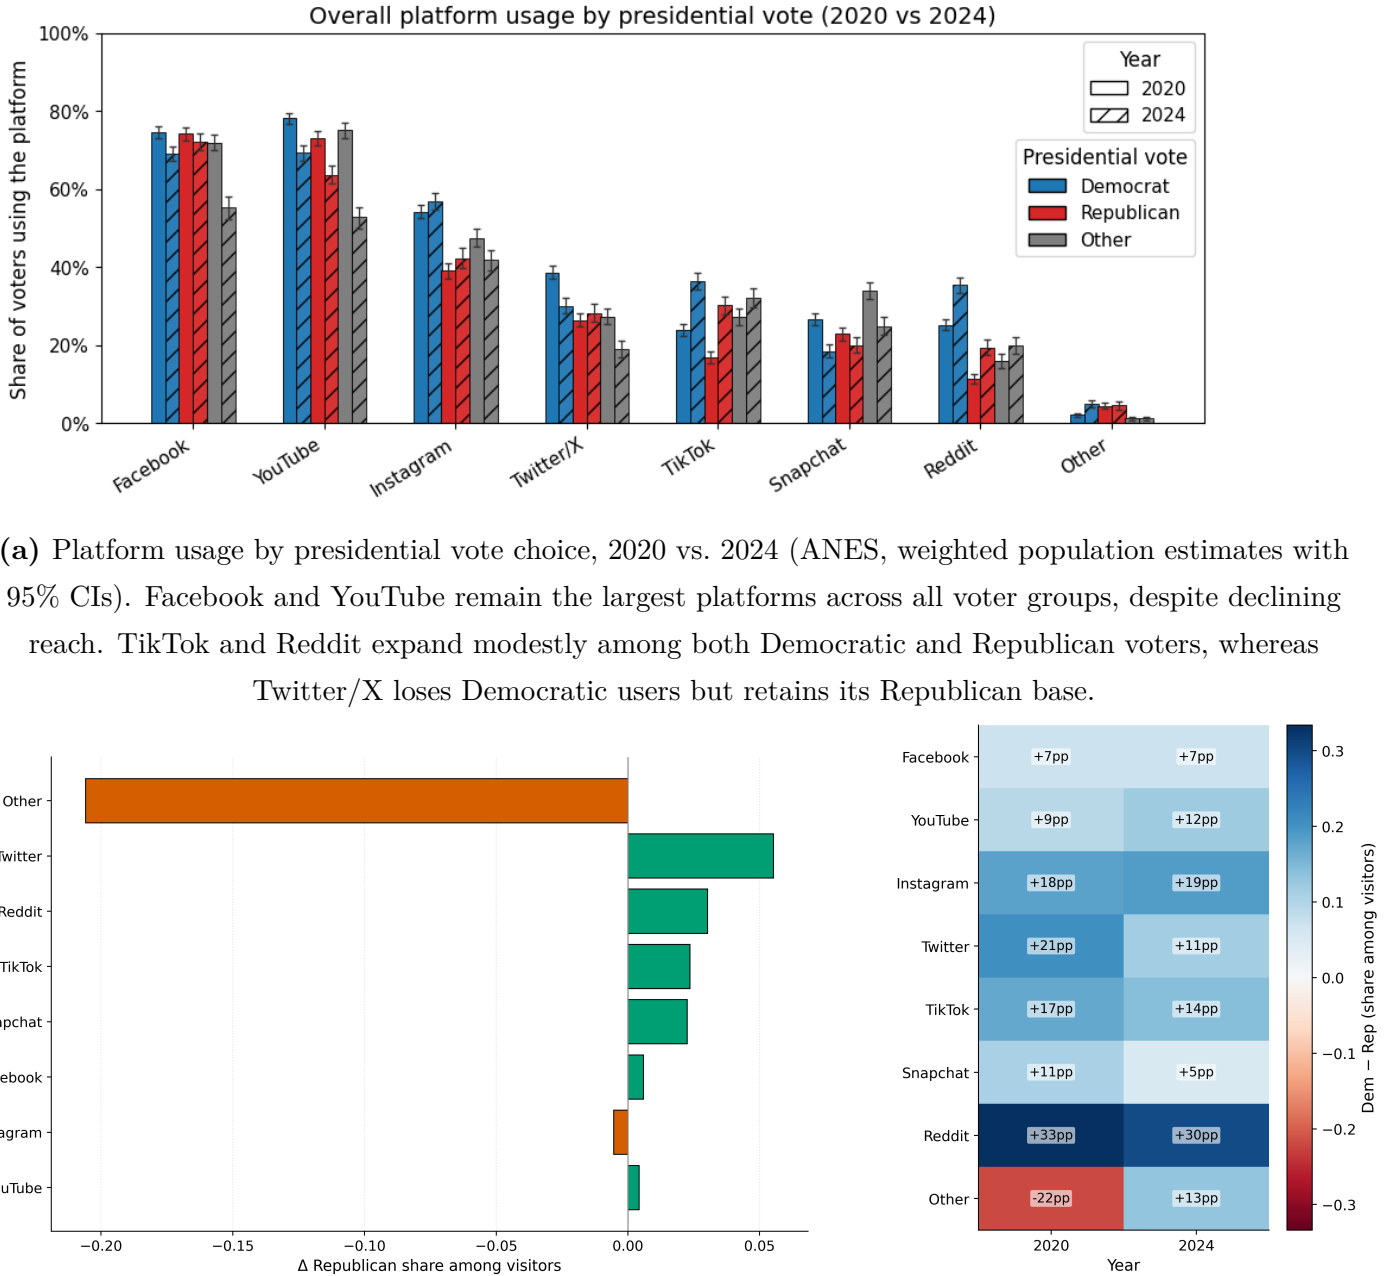 Overall platform usage by presidential vote (2020 vs 2024)
Share of voters using the platform
100%
80%
60%
40%
20%
0%
Year
2020
2024
Presidential vote
Democrat
Republican
Other
Facebook
YouTube
Instagram
Twitter/X
TikTok
Snapchat
Reddit
Other
(a) Platform usage by presidential vote choice, 2020 vs. 2024 (ANES, weighted population estimates with
95% CIs). Facebook and YouTube remain the largest platforms across all voter groups, despite declining
reach. TikTok and Reddit expand modestly among both Democratic and Republican voters, whereas
Twitter/X loses Democratic users but retains its Republican base.
Other
Twitter
Reddit
TikTok
apchat
ebook
agram
uTube
−0.20
−0.15
−0.10
−0.05
0.00
0.05
Δ Republican share among visitors
Facebook +7pp +7pp
YouTube +9pp +12pp
Instagram +18pp +19pp
Twitter +21pp +11pp
TikTok +17pp +14pp
Snapchat +11pp +5pp
Reddit +33pp +30pp
Other -22pp +13pp
2020
2024
Year
0.3
0.2
0.1
0.0
−0.1
−0.2
−0.3
Dem − Rep (share among visitors)